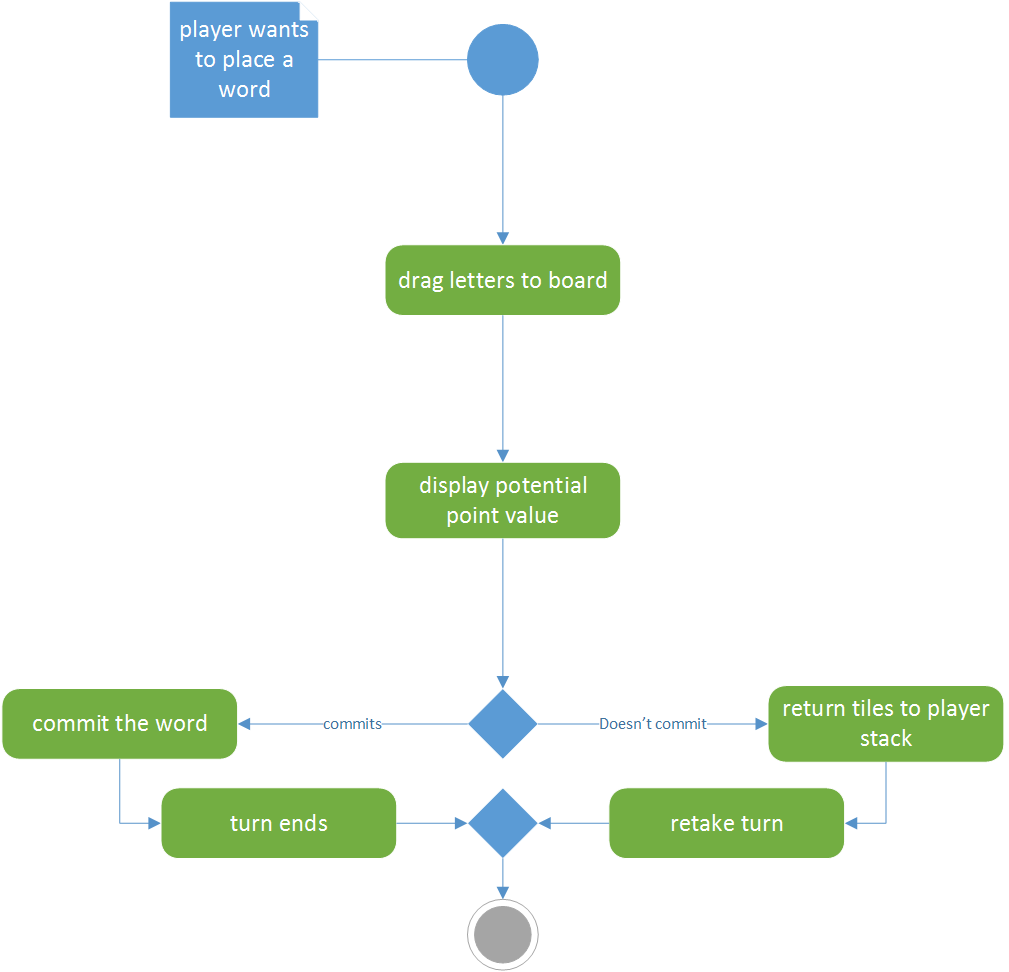 player wants
to place a
word
drag letters to board
display potential
point value
commit the word
commits
Doesn't commit
return tiles to player
stack
turn ends
retake turn